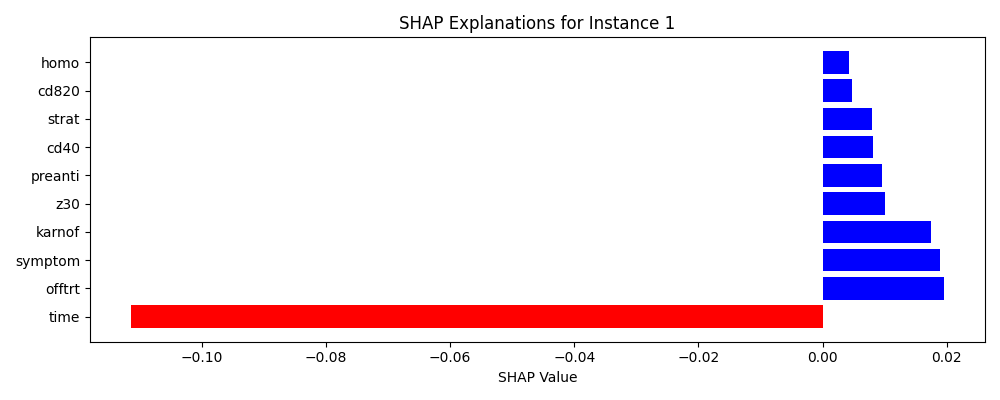 SHAP Explanations for Instance 1
homo
cd820
strat
cd40
preanti
z30
karnof
symptom
offtrt
time
−0.10 −0.08 −0.06 −0.04 −0.02 0.00 0.02
SHAP Value